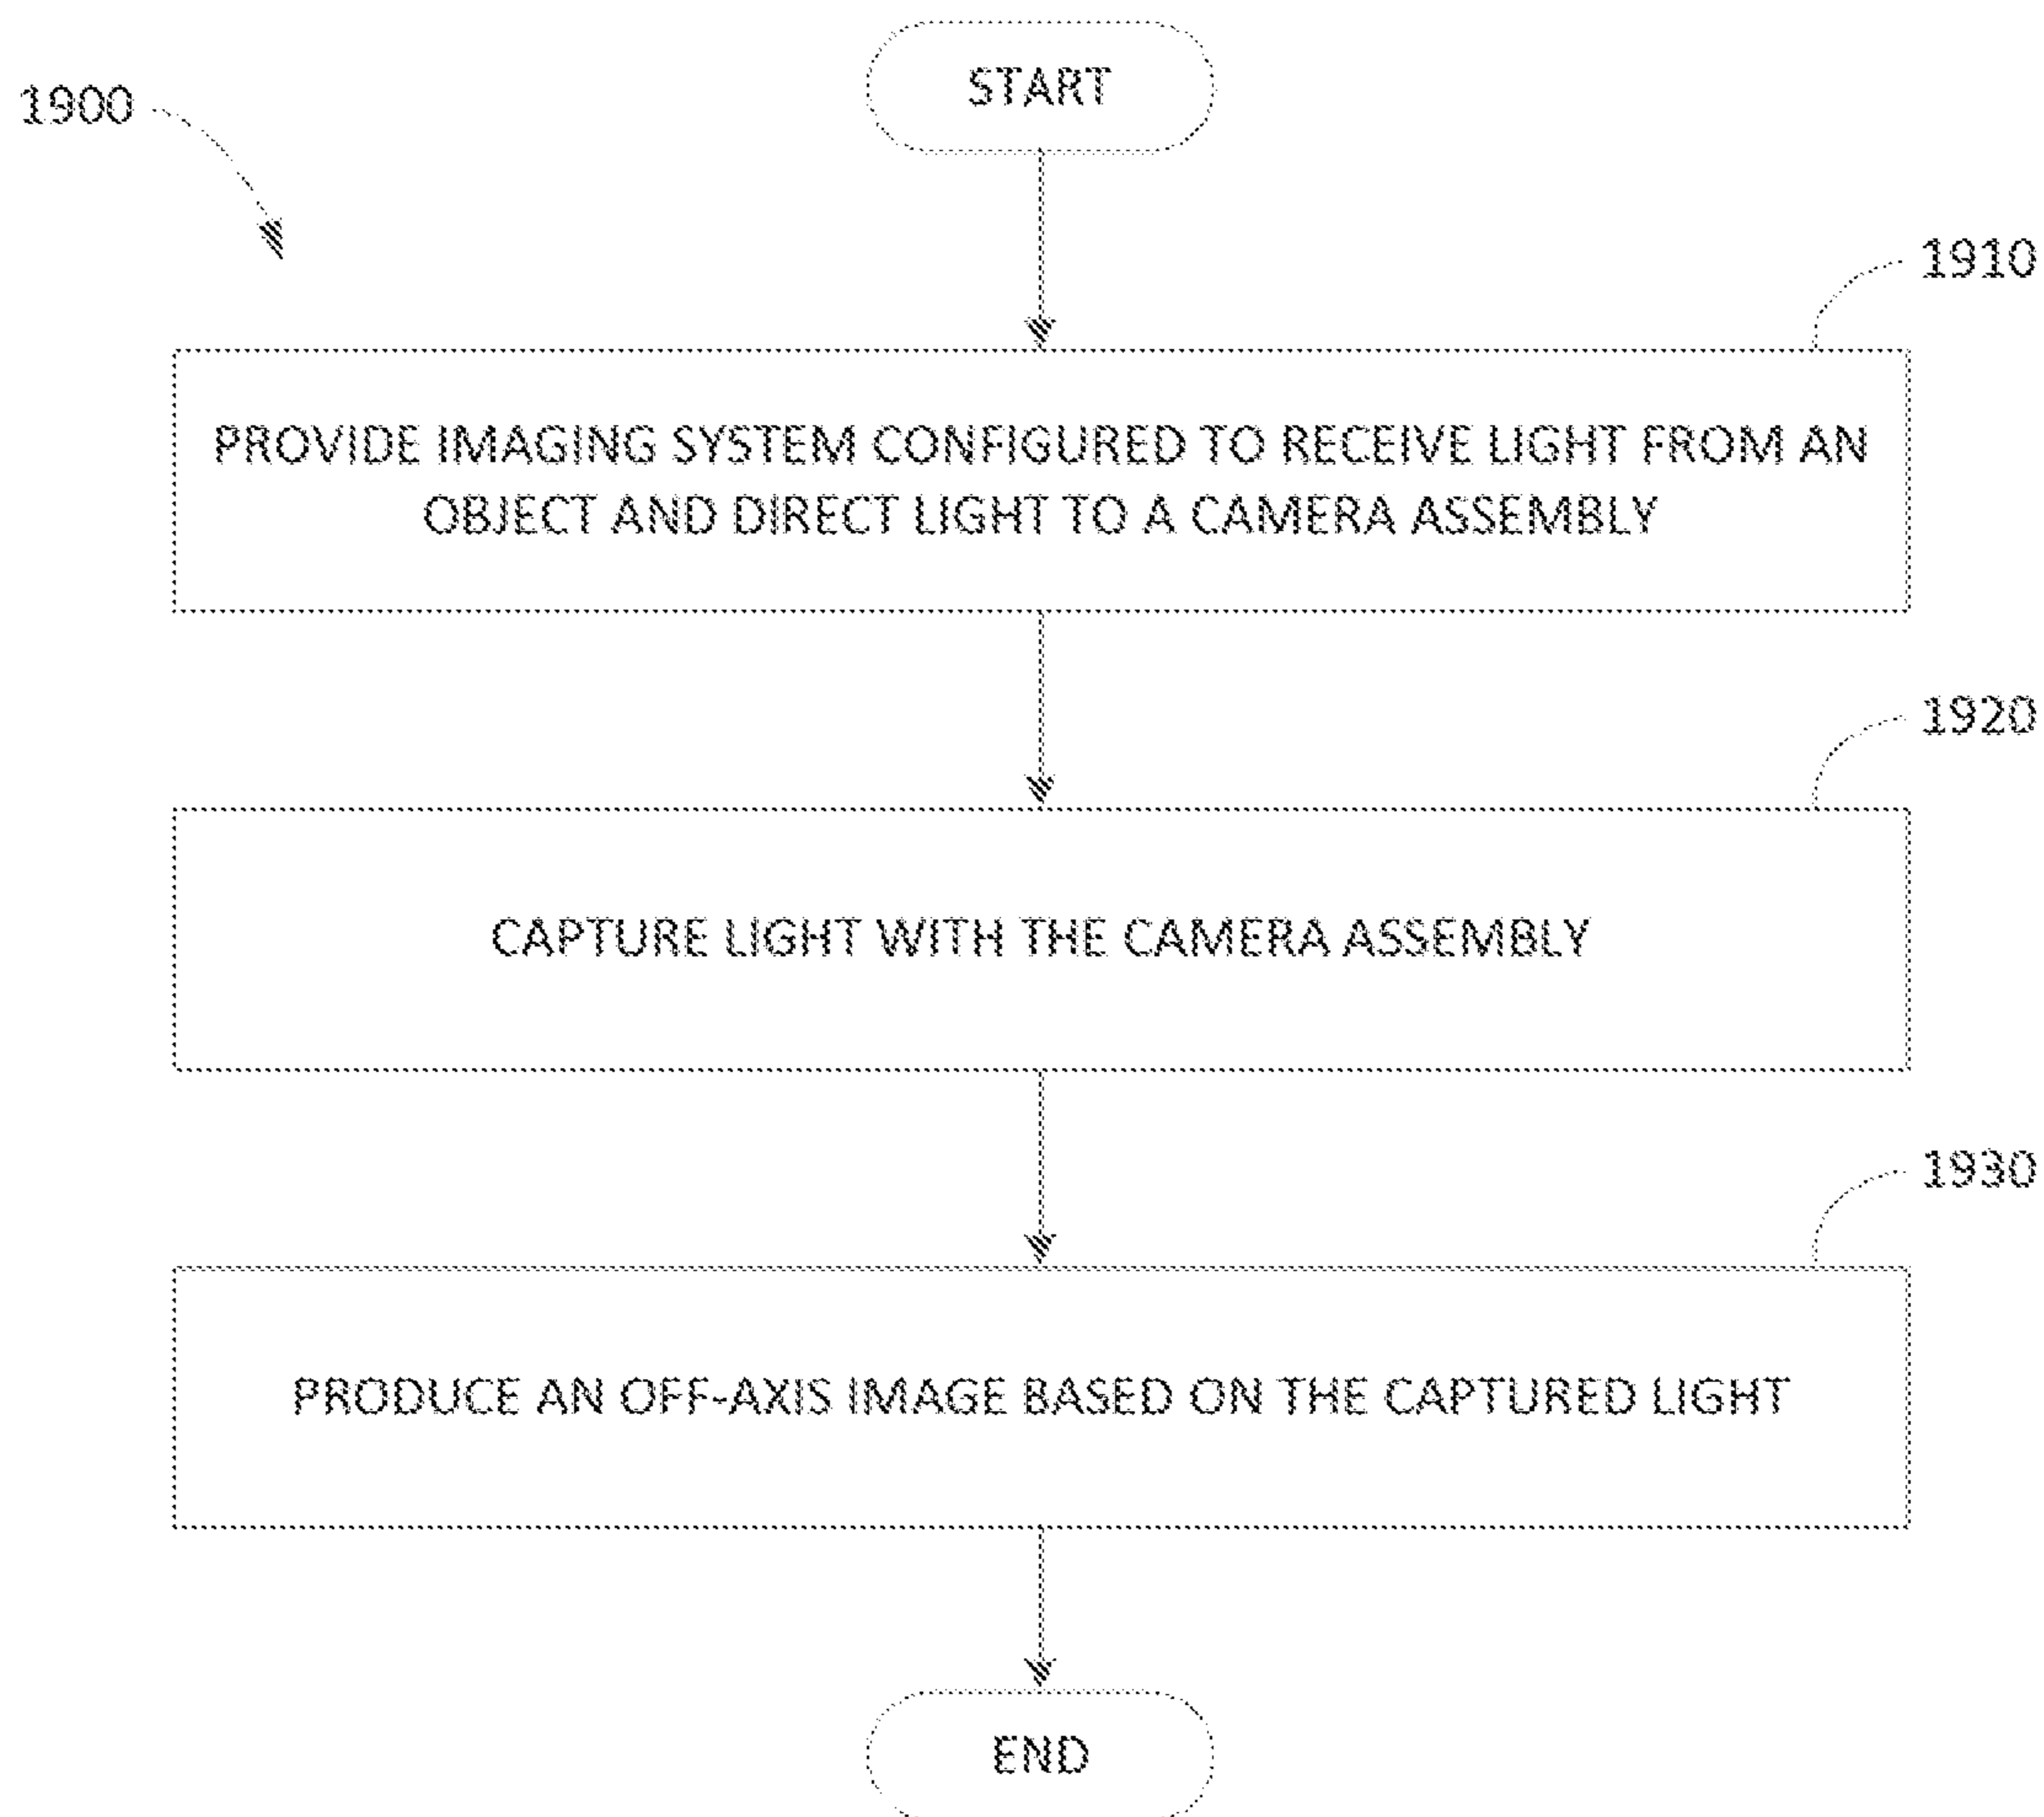 START
1900
1910
PROVIDE IMAGING SYSTEM CONFIGURED TO RECEIVE LIGHT FROM AN
OBJECT AND DIRECT LIGHT TO A CAMERA ASSEMBLY
1920
CAPTURE LIGHT WITH THE CAMERA ASSEMBLY
1930
PRODUCE AN OFF-AXIS IMAGE BASED ON THE CAPTURED LIGHT
END